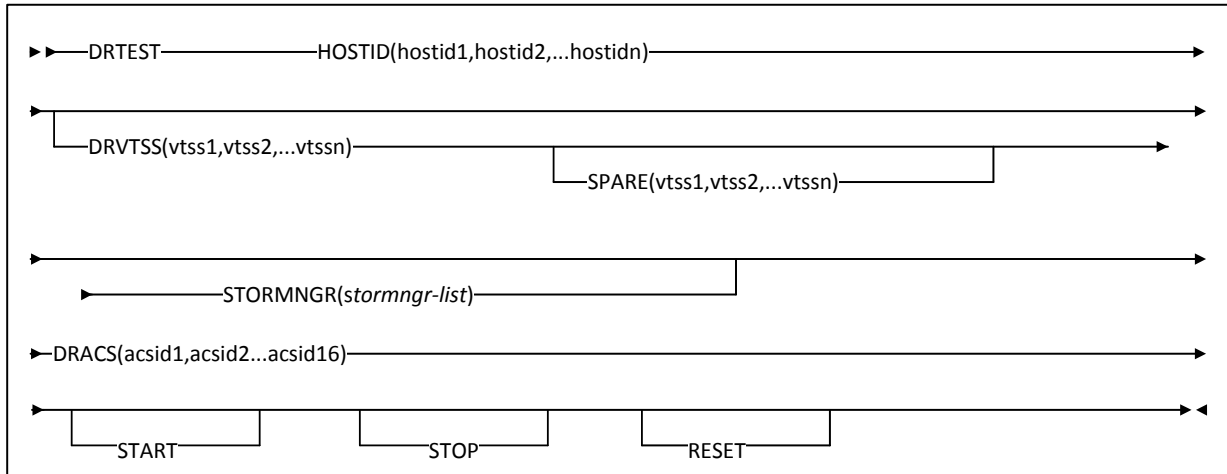 DRTEST HOSTID(hostid1,hostid2,...hostidn)
DRVTSS(vtss1,vtss2,...vtssn)
SPARE(vtss1,vtss2,...vtssn)
STORMNGR(stormngr-list)
DRACS(acsid1,acsid2...acsid16)
START STOP RESET